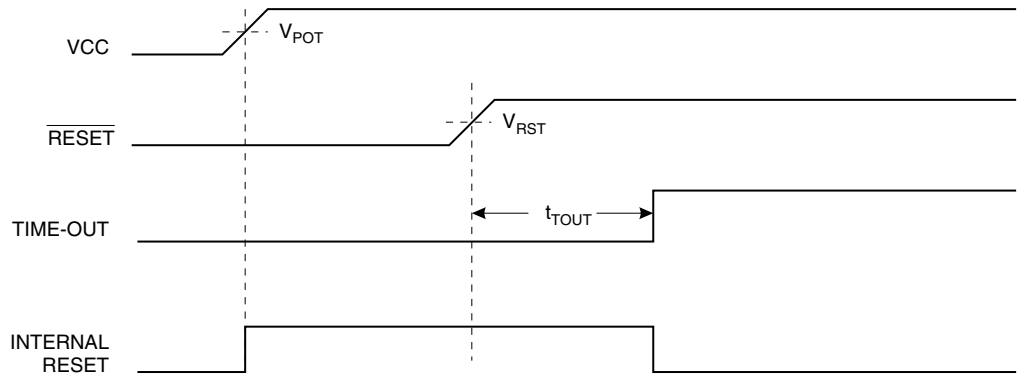 VCC
VPOT
RESET
VRST
TIME-OUT
tTOUT
INTERNAL
RESET